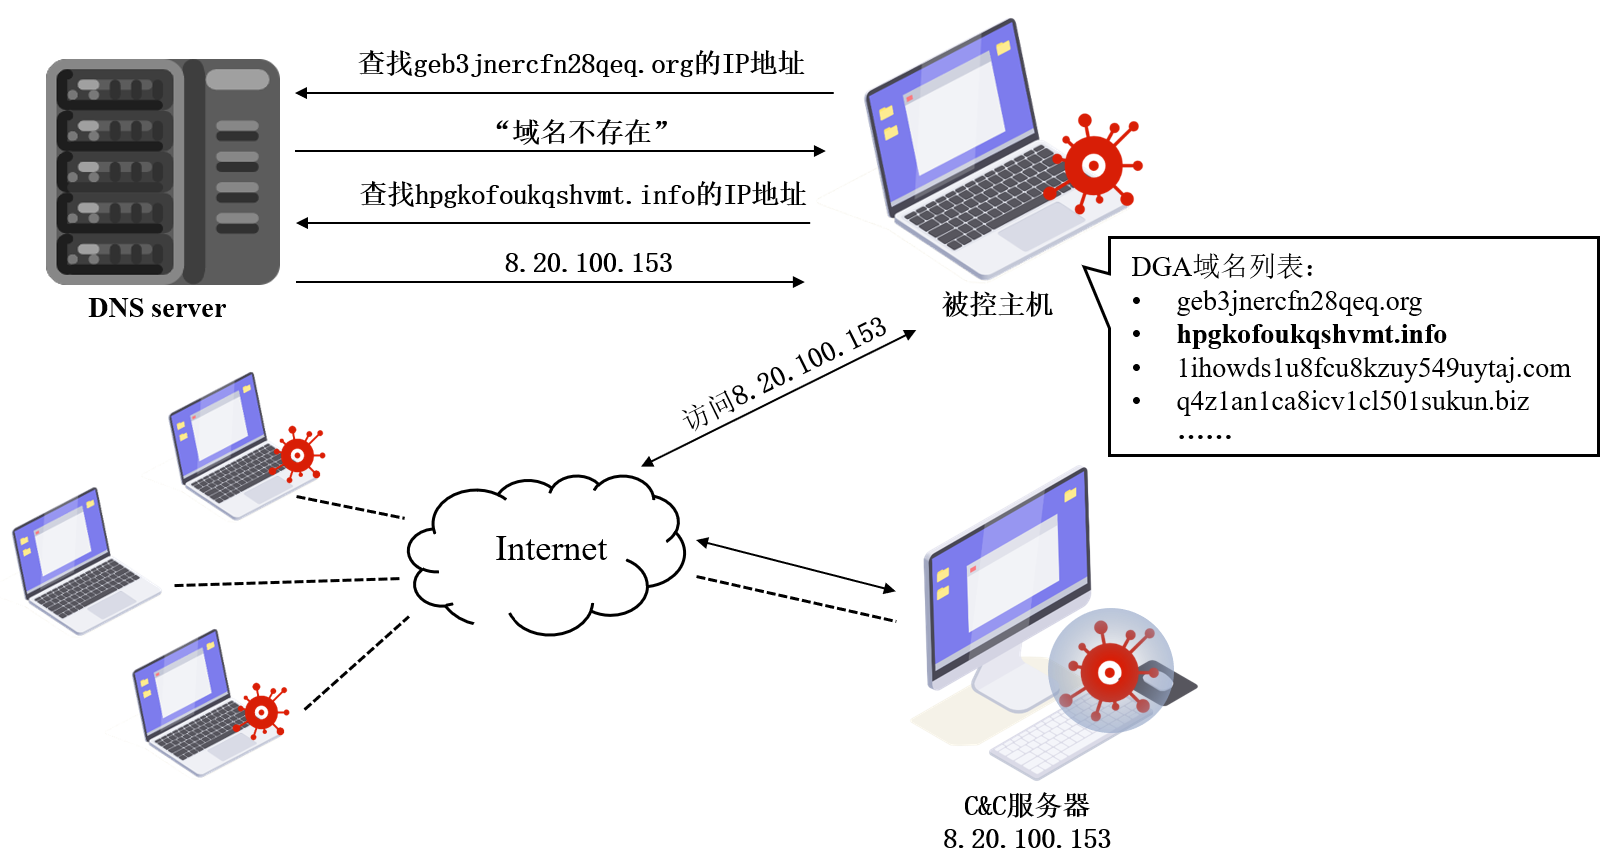 查找geb3jnercfn28qeq.org的IP地址
“域名不存在”
查找hpgkofoukqshvmt.info的IP地址
8.20.100.153
DNS server
被控主机
DGA域名列表：
• geb3jnercfn28qeq.org
• hpgkofoukqshvmt.info
• 1ihowds1u8fcu8kzuy549uytaj.com
• q4z1an1ca8icv1cl501sukun.biz
……
访问8.20.100.153
Internet
C&C服务器
8.20.100.153